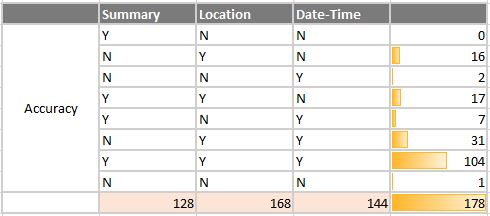 Summary Location Date-Time
Y N N 0
N Y N 16
N N Y 2
Y Y N 17
Accuracy Y N Y 7
N Y Y 31
Y Y Y 104
N N N 1
128 168 144 178